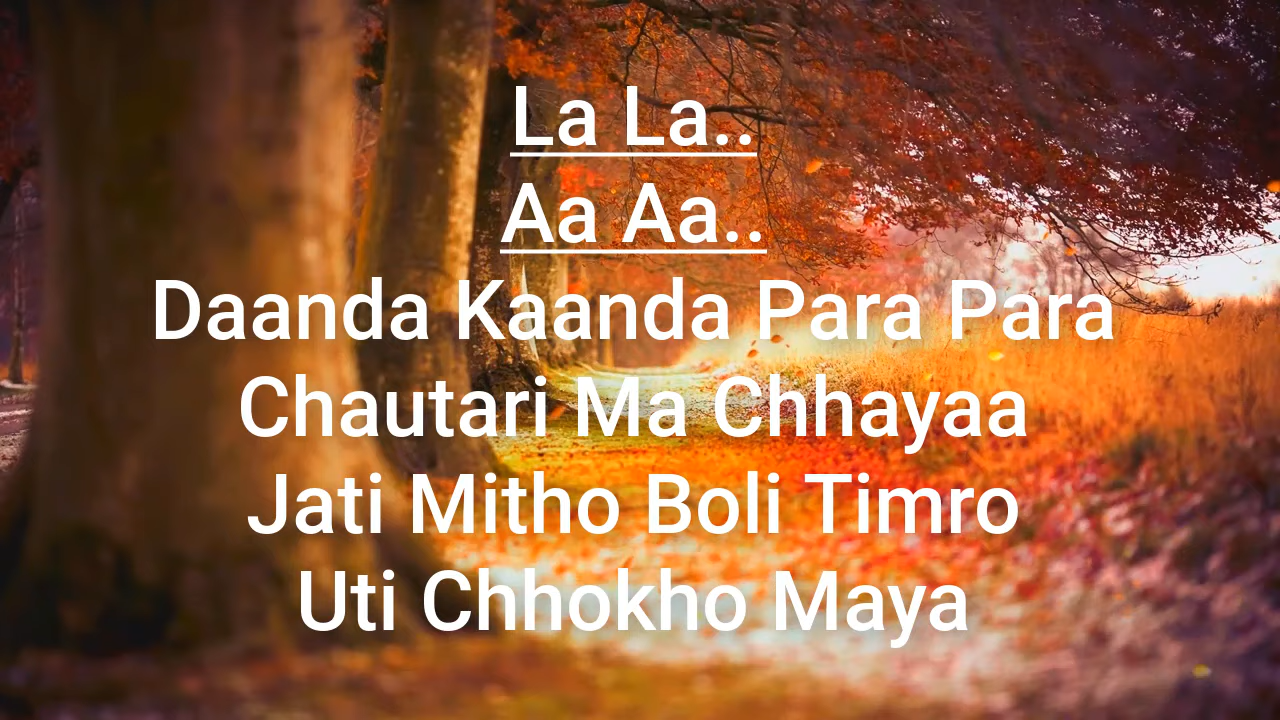 La La..
Aa Aa..
Daanda Kaanda Para Para
Chautari Ma Chhayaa
Jati Mitho Boli Timro
Uti Chhokho Maya